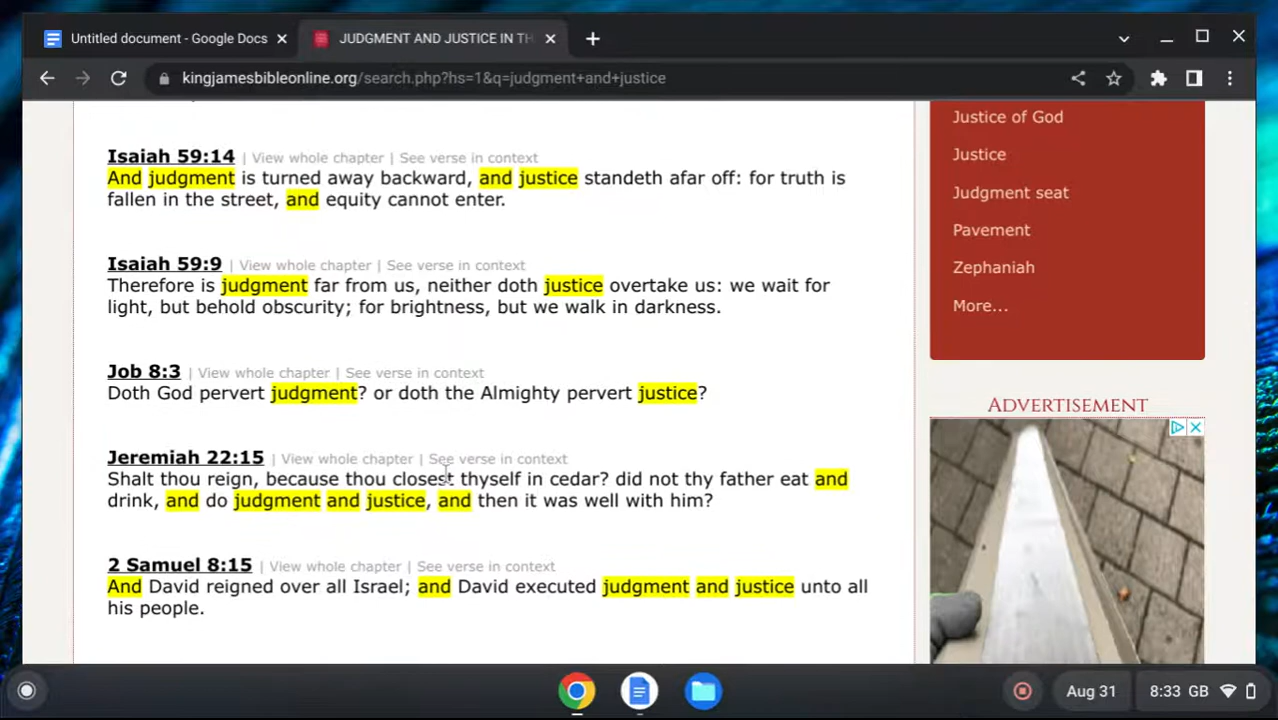 Untitled document - Google Docs
JUDGMENT AND JUSTICE IN TH
kingjamesbibleonline.org/search.php?hs=1&q=judgment+and+justice
Isaiah 59:14 | View whole chapter | See verse in context
And judgment is turned away backward, and justice standeth afar off: for truth is
fallen in the street, and equity cannot enter.
Isaiah 59:9 | View whole chapter | See verse in context
Therefore is judgment far from us, neither doth justice overtake us: we wait for
light, but behold obscurity; for brightness, but we walk in darkness.
Job 8:3 | View whole chapter | See verse in context
Doth God pervert judgment? or doth the Almighty pervert justice?
Jeremiah 22:15 | View whole chapter | See verse in context
Shalt thou reign, because thou closest thyself in cedar? did not thy father eat and
drink, and do judgment and justice, and then it was well with him?
2 Samuel 8:15 | View whole chapter | See verse in context
And David reigned over all Israel; and David executed judgment and justice unto all
his people.
Justice of God
Justice
Judgment seat
Pavement
Zephaniah
More...
ADVERTISEMENT
Aug 31
8:33 GB